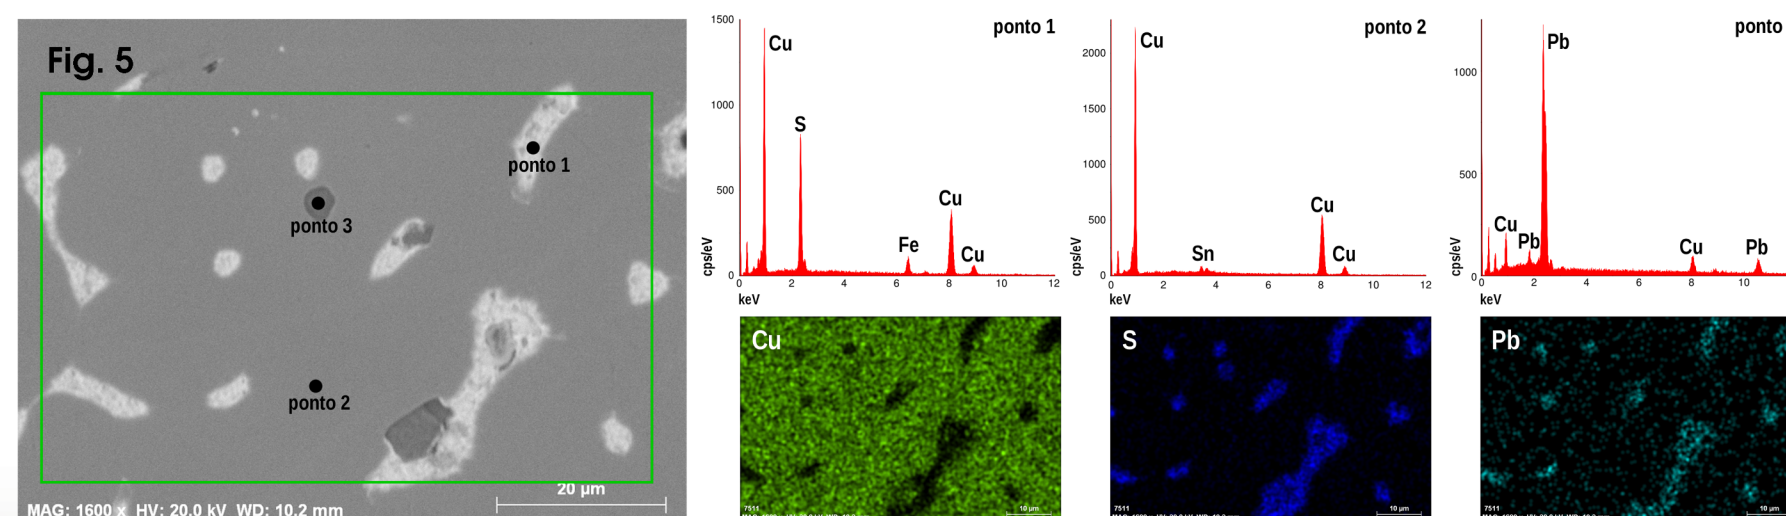 Fig. 5
ponto 1
ponto 3
ponto 2
20 µm
MAG: 1600 x HV: 20.0 kV WD: 10.2 mm
ponto 1
1500
1000
500
0
cps/eV
Cu
S
Fe
Cu
Cu
0 2 4 6 8 10 12
keV
ponto 2
2000
1500
1000
500
0
cps/eV
Cu
Sn
Cu
Cu
0 2 4 6 8 10 12
keV
ponto
1000
500
0
cps/eV
Pb
Cu
Pb
Cu
Pb
0 2 4 6 8 10
keV
Cu
7511
10 µm
S
7511
10 µm
Pb
7511
10 µm